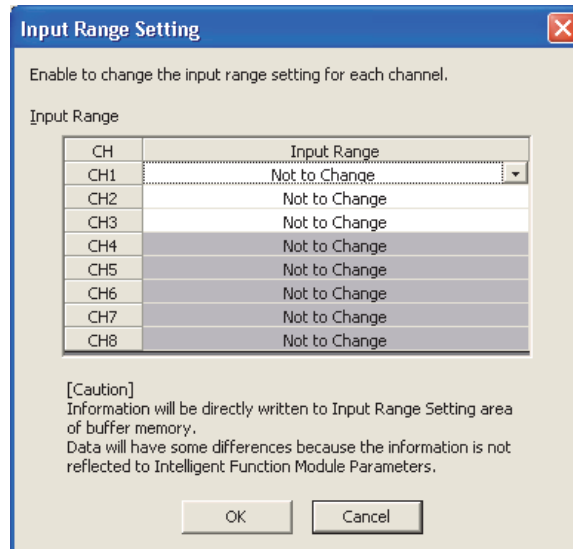 Input Range Setting
Enable to change the input range setting for each channel.
Input Range
CH Input Range
CH1 Not to Change
CH2 Not to Change
CH3 Not to Change
CH4 Not to Change
CH5 Not to Change
CH6 Not to Change
CH7 Not to Change
CH8 Not to Change
[Caution]
Information will be directly written to Input Range Setting area
of buffer memory.
Data will have some differences because the information is not
reflected to Intelligent Function Module Parameters.
OK Cancel